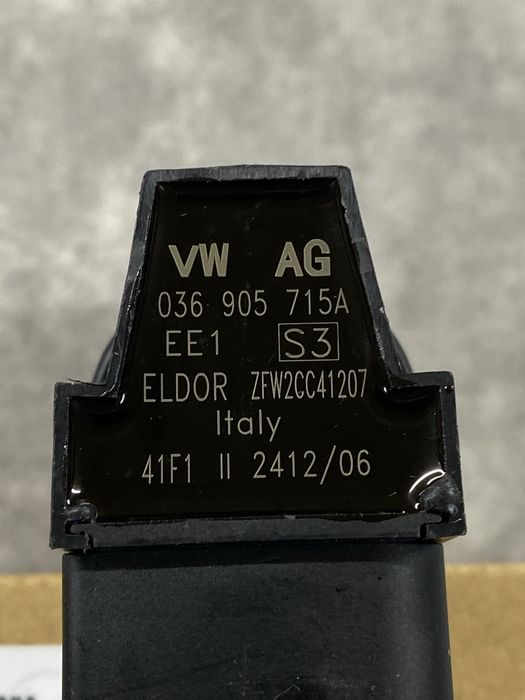 VW AG
036 905 715A
EE1 S3
ELDOR ZFW2CC41207
Italy
41F1 II 2412/06